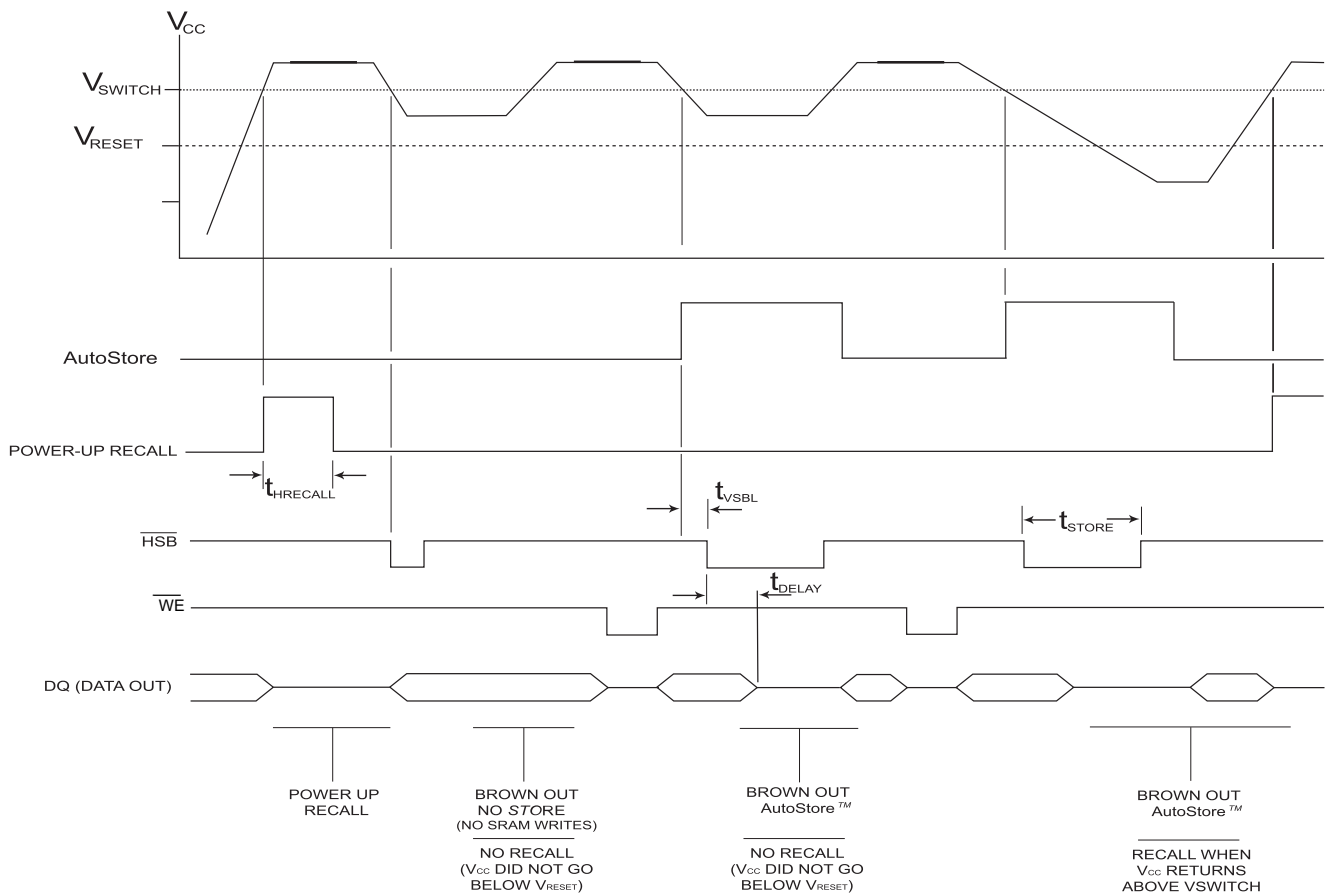 VCC
VSWITCH
VRESET
AutoStore
POWER-UP RECALL
tHRECALL
tVSBL
HSB
tSTORE
tDELAY
WE
DQ (DATA OUT)
POWER UP
RECALL
BROWN OUT
NO STORE
(NO SRAM WRITES)
NO RECALL
(VCC DID NOT GO
BELOW VRESET)
BROWN OUT
AutoStore™
NO RECALL
(VCC DID NOT GO
BELOW VRESET)
BROWN OUT
AutoStore™
RECALL WHEN
VCC RETURNS
ABOVE VSWITCH